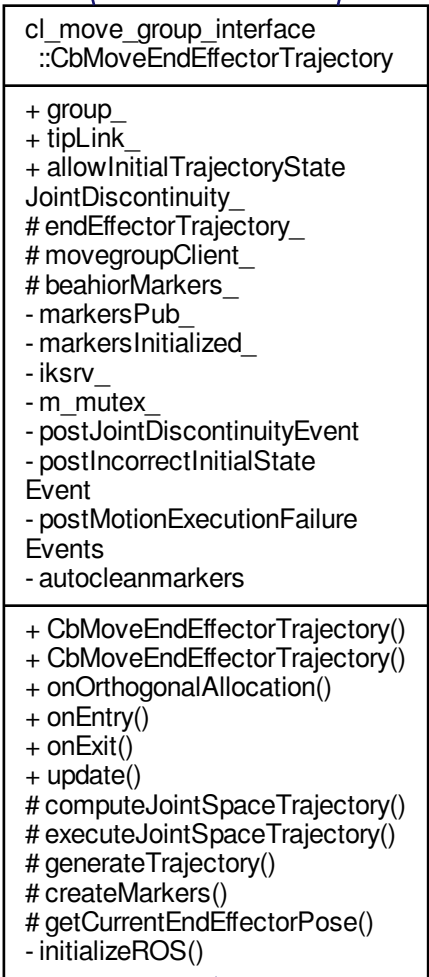 cl_move_group_interface
::CbMoveEndEffectorTrajectory
+ group_
+ tipLink_
+ allowInitialTrajectoryState
JointDiscontinuity_
# endEffectorTrajectory_
# movegroupClient_
# beahiorMarkers_
- markersPub_
- markersInitialized_
- iksrv_
- m_mutex_
- postJointDiscontinuityEvent
- postIncorrectInitialState
Event
- postMotionExecutionFailure
Events
- autocleanmarkers
+ CbMoveEndEffectorTrajectory()
+ CbMoveEndEffectorTrajectory()
+ onOrthogonalAllocation()
+ onEntry()
+ onExit()
+ update()
# computeJointSpaceTrajectory()
# executeJointSpaceTrajectory()
# generateTrajectory()
# createMarkers()
# getCurrentEndEffectorPose()
- initializeROS()